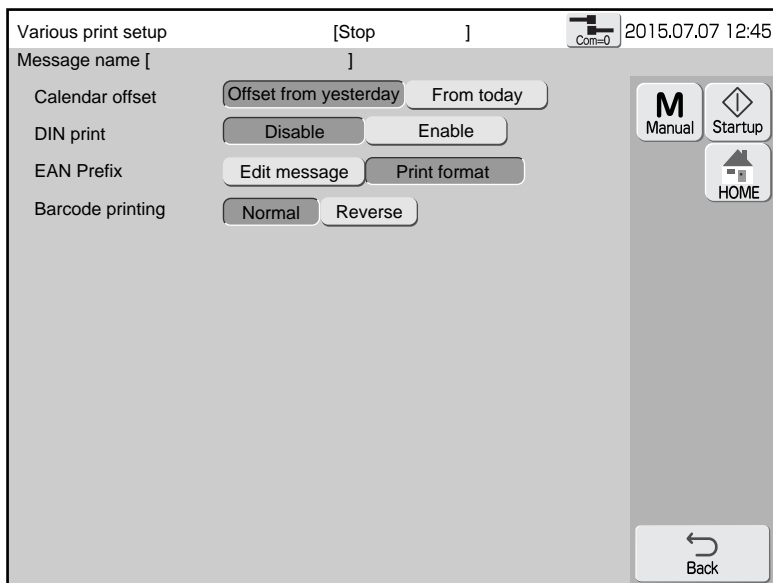 Various print setup [Stop ] Com=0 2015.07.07 12:45
Message name [ ]
Calendar offset Offset from yesterday From today
M Manual Startup
DIN print Disable Enable
EAN Prefix Edit message Print format
HOME
Barcode printing Normal Reverse
Back